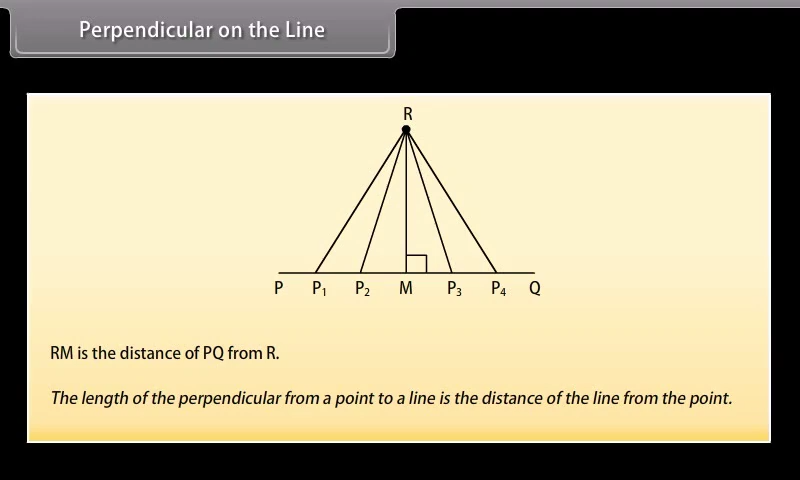 Perpendicular on the Line
R
P P₁ P₂ M P₃ P₄ Q
RM is the distance of PQ from R.
The length of the perpendicular from a point to a line is the distance of the line from the point.